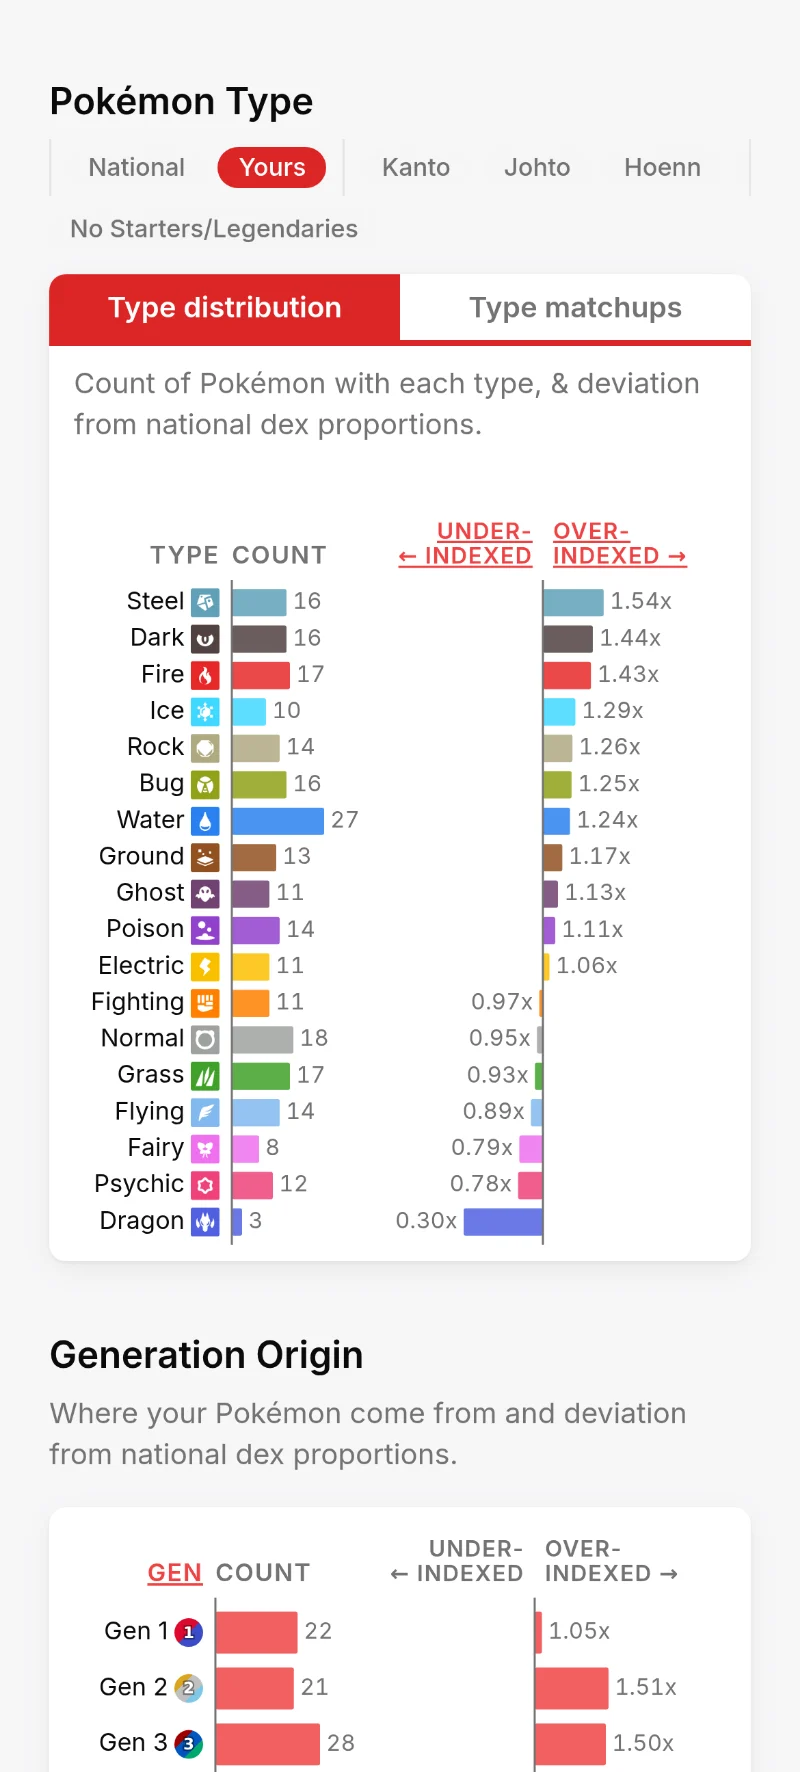 Pokémon Type
National Yours Kanto Johto Hoenn
No Starters/Legendaries
Type distribution Type matchups
Count of Pokémon with each type, & deviation
from national dex proportions.
UNDER- OVER-
TYPE COUNT ← INDEXED INDEXED →
Steel 16 1.54x
Dark 16 1.44x
Fire 17 1.43x
Ice 10 1.29x
Rock 14 1.26x
Bug 16 1.25x
Water 27 1.24x
Ground 13 1.17x
Ghost 11 1.13x
Poison 14 1.11x
Electric 11 1.06x
Fighting 11 0.97x
Normal 18 0.95x
Grass 17 0.93x
Flying 14 0.89x
Fairy 8 0.79x
Psychic 12 0.78x
Dragon 3 0.30x
Generation Origin
Where your Pokémon come from and deviation
from national dex proportions.
UNDER- OVER-
GEN COUNT ← INDEXED INDEXED →
Gen 1 1 22 1.05x
Gen 2 2 21 1.51x
Gen 3 3 28 1.50x